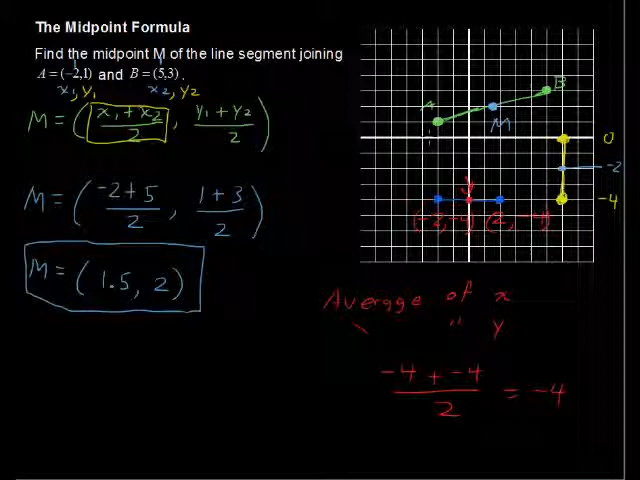 The Midpoint Formula
Find the midpoint M of the line segment joining
A = (−2,1) and B = (5,3) .
x₁, y₁ x₂, y₂
M = ( x₁ + x₂ / 2 , y₁ + y₂ / 2 )
M = ( −2 + 5 / 2 , 1 + 3 / 2 )
M = ( 1.5, 2 )
A
B
M
0
−2
−4
(−2, −4) (2, −4)
Average of x
" y
−4 + −4 / 2 = −4